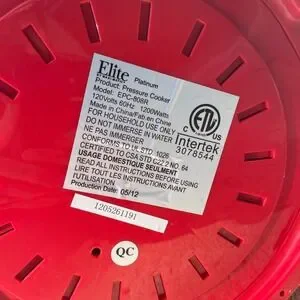 Elite Platinum
Product: Pressure Cooker
Model: EPC-808R
120Volts 60Hz 1200Watts
Made in China/Fab en Chine
FOR HOUSEHOLD USE ONLY
DO NOT IMMERSE IN WATER
NE PAS IMMERGER
CONFORMS TO UL STD. 1026
CERTIFIED TO CSA STD C22.2 NO. 64
USAGE DOMESTIQUE SEULMENT
READ ALL INSTRUCTIONS BEFORE USING
LIRE TOUT LES INSTRUCTIONS AVANT
l'UTILISATION
Production Date: 05/12
C ETL US
Intertek
3078544
1205261191
QC